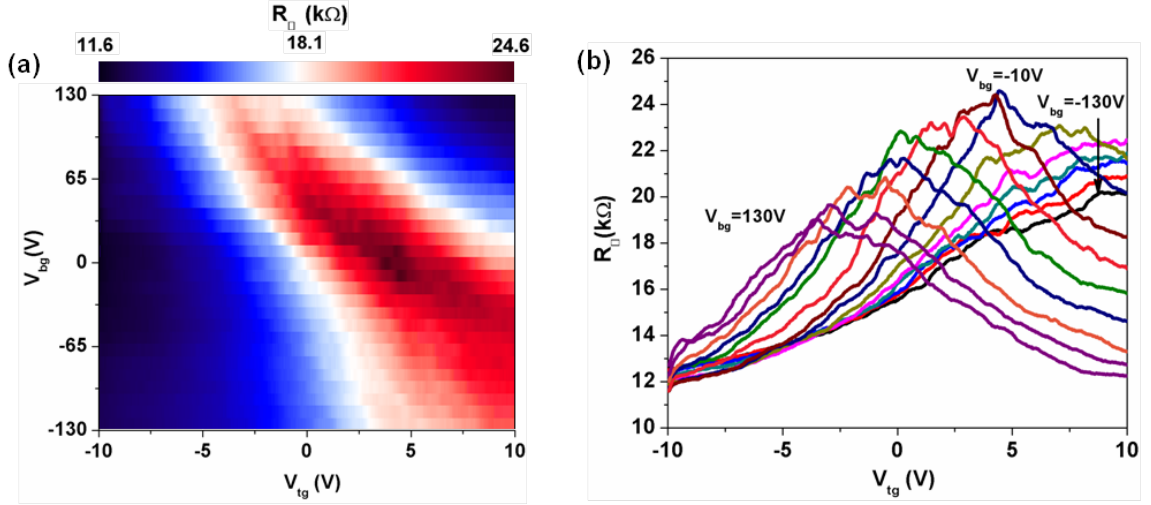 R□ (kΩ)
11.6 18.1 24.6
(a)
130
65
0
-65
-130
V_bg(V)
-10 -5 0 5 10
V_tg (V)
(b)
26
24
22
20
18
16
14
12
10
R□(kΩ)
V_bg=-10V
V_bg=-130V
V_bg=130V
-10 -5 0 5 10
V_tg (V)